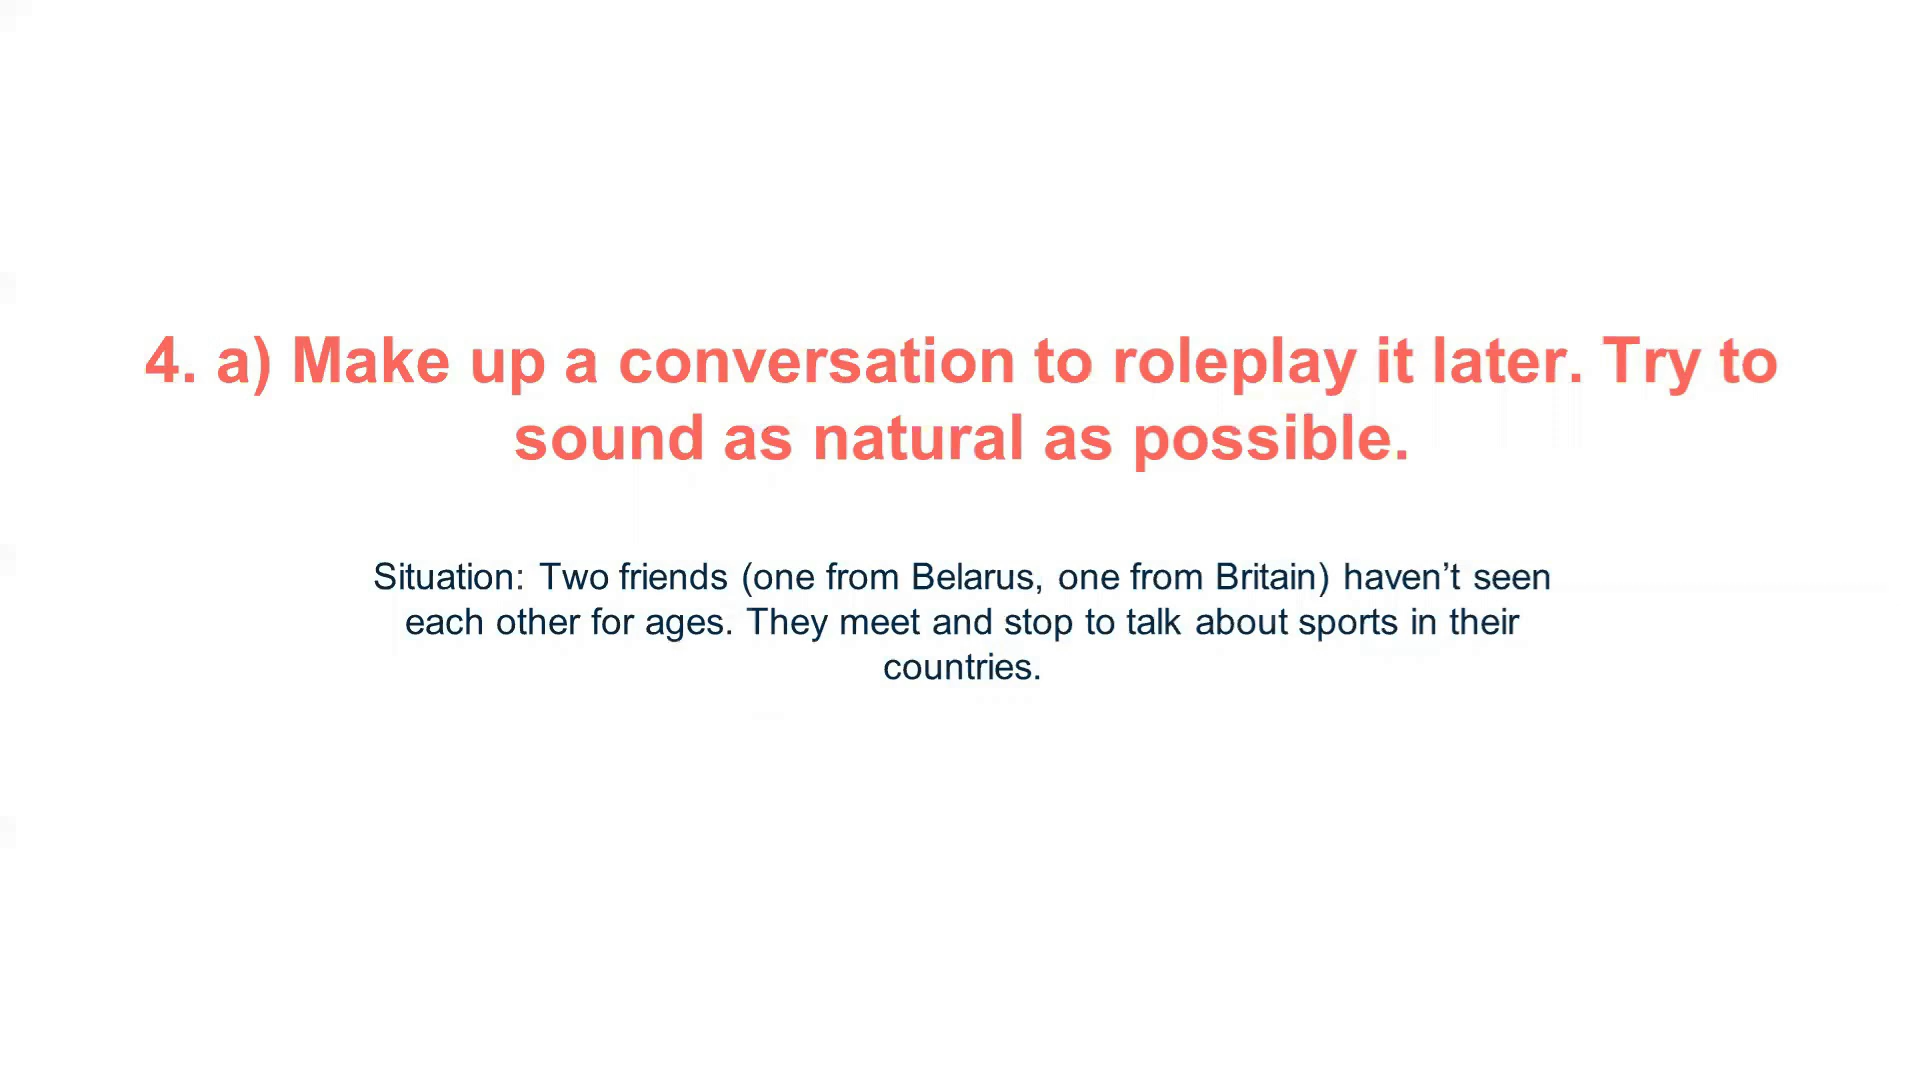 4. a) Make up a conversation to roleplay it later. Try to
sound as natural as possible.
Situation: Two friends (one from Belarus, one from Britain) haven’t seen
each other for ages. They meet and stop to talk about sports in their
countries.